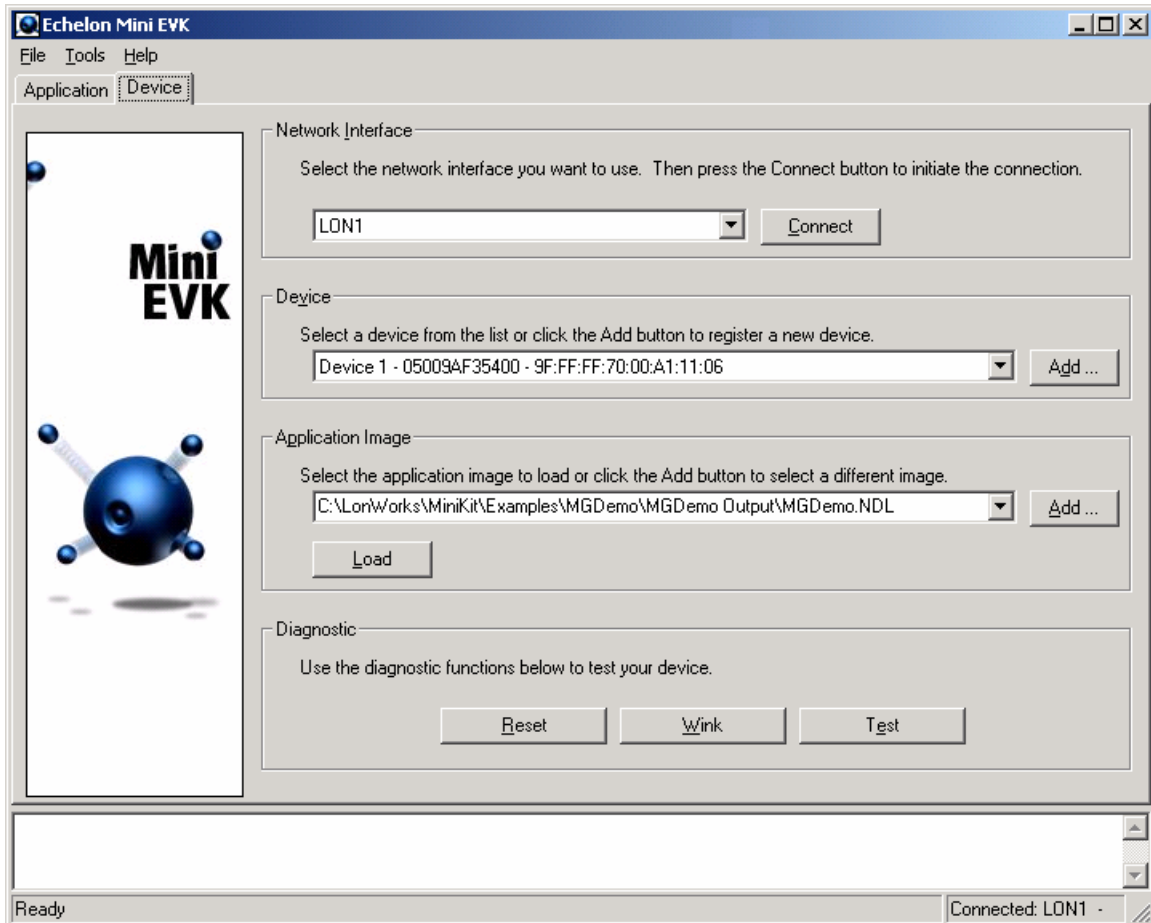 Echelon Mini EVK
File Tools Help
Application Device
Mini
EVK
Network Interface
Select the network interface you want to use. Then press the Connect button to initiate the connection.
LON1 Connect
Device
Select a device from the list or click the Add button to register a new device.
Device 1 - 05009AF35400 - 9F:FF:FF:70:00:A1:11:06 Add ...
Application Image
Select the application image to load or click the Add button to select a different image.
C:\LonWorks\MiniKit\Examples\MGDemo\MGDemo Output\MGDemo.NDL Add ...
Load
Diagnostic
Use the diagnostic functions below to test your device.
Reset Wink Test
Ready Connected: LON1 -